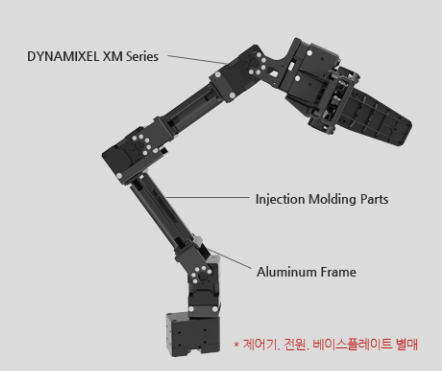 DYNAMIXEL XM Series
Injection Molding Parts
Aluminum Frame
* 제어기, 전원, 베이스플레이트 별매